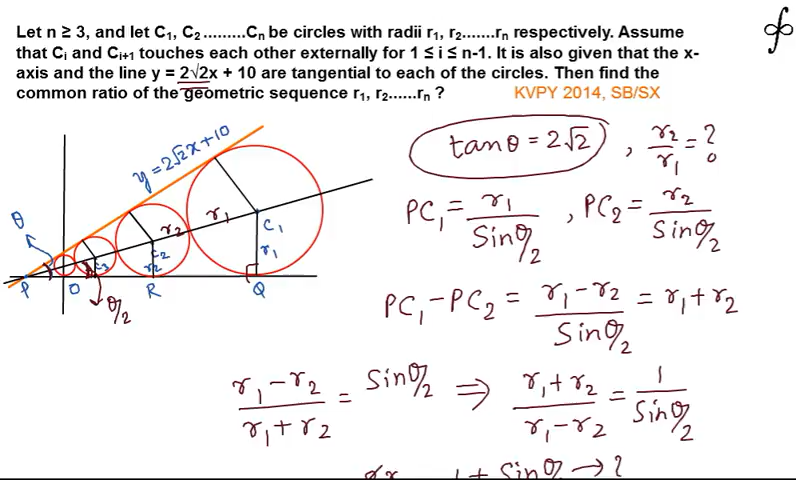 Let n ≥ 3, and let C₁, C₂.........Cₙ be circles with radii r₁, r₂.......rₙ respectively. Assume
that Cᵢ and Cᵢ₊₁ touches each other externally for 1 ≤ i ≤ n-1. It is also given that the x-
axis and the line y = 2√2x + 10 are tangential to each of the circles. Then find the
common ratio of the geometric sequence r₁, r₂......rₙ ? KVPY 2014, SB/SX
tanθ = 2√2 , r₂/r₁ = ?
y = 2√2x+10
θ
r₁
r₂
C₁
C₂
C₃
r₁
r₂
P O R Q
θ/2
PC₁ = r₁/Sinθ/2 , PC₂ = r₂/Sinθ/2
PC₁ - PC₂ = (r₁ - r₂)/Sinθ/2 = r₁ + r₂
(r₁ - r₂)/(r₁ + r₂) = Sinθ/2 ⇒ (r₁ + r₂)/(r₁ - r₂) = 1/Sinθ/2